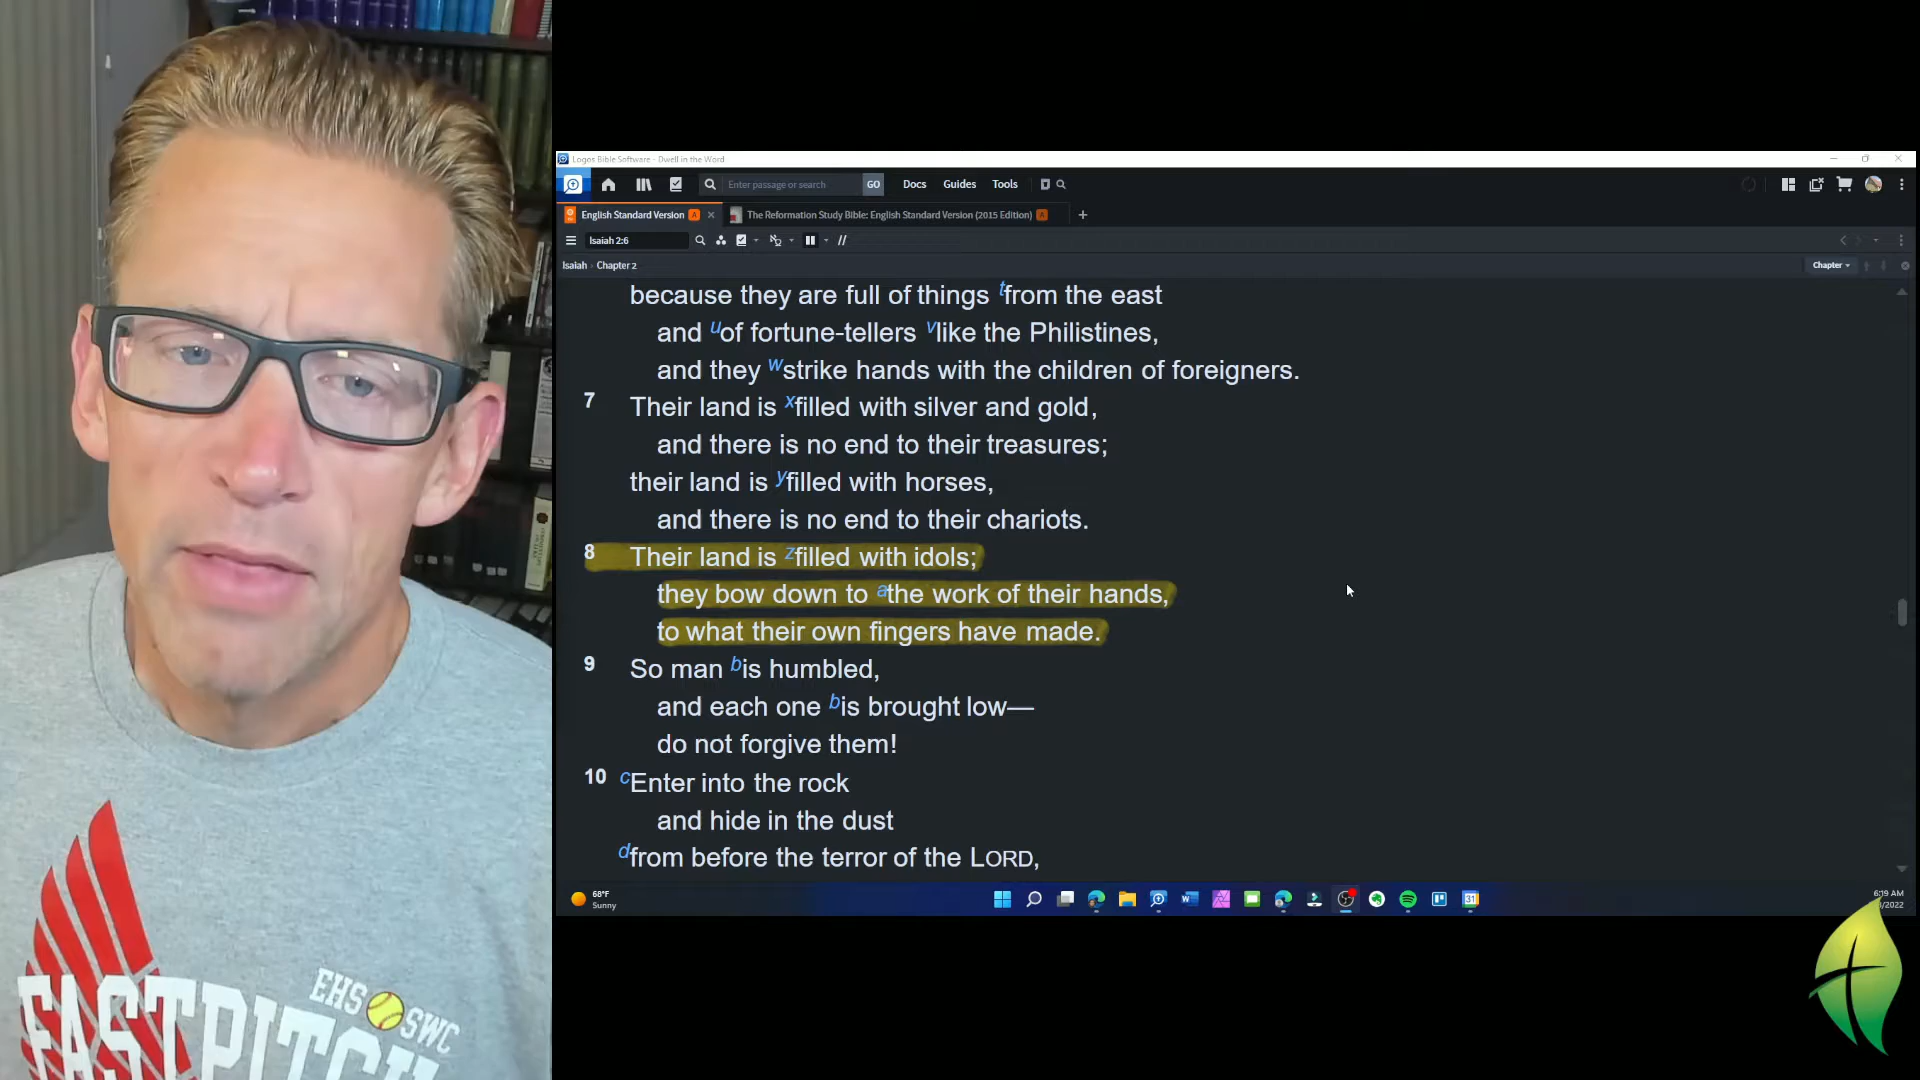 Logos Bible Software - Dwell in the Word
Enter passage or search
GO
Docs
Guides
Tools
English Standard Version
A
The Reformation Study Bible: English Standard Version (2015 Edition)
A
Isaiah 2:6
Isaiah › Chapter 2
Chapter
because they are full of things tfrom the east
and uof fortune-tellers vlike the Philistines,
and they wstrike hands with the children of foreigners.
7 Their land is xfilled with silver and gold,
and there is no end to their treasures;
their land is yfilled with horses,
and there is no end to their chariots.
8 Their land is zfilled with idols;
they bow down to athe work of their hands,
to what their own fingers have made.
9 So man bis humbled,
and each one bis brought low—
do not forgive them!
10 cEnter into the rock
and hide in the dust
dfrom before the terror of the LORD,
68°F
Sunny
31
6:19 AM
/2022
EHS SWC
FASTPITCH